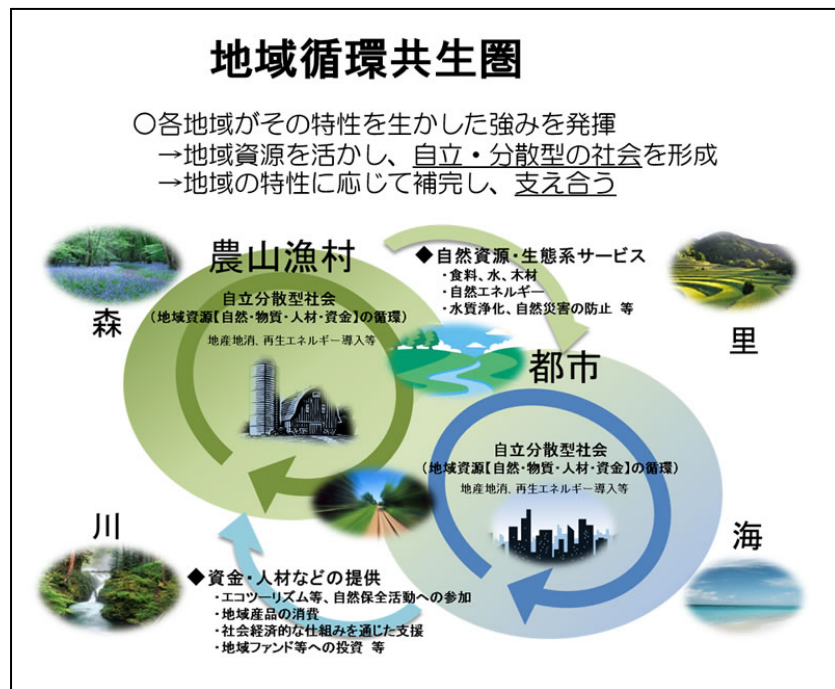 地域循環共生圏
○各地域がその特性を生かした強みを発揮
→地域資源を活かし、自立・分散型の社会を形成
→地域の特性に応じて補完し、支え合う
農山漁村
自立分散型社会
(地域資源【自然・物質・人材・資金】の循環)
地産地消、再生エネルギー導入等
◆自然資源・生態系サービス
・食料、水、木材
・自然エネルギー
・水質浄化、自然災害の防止 等
森
里
都市
自立分散型社会
(地域資源【自然・物質・人材・資金】の循環)
地産地消、再生エネルギー導入等
川
海
◆資金・人材などの提供
・エコツーリズム等、自然保全活動への参加
・地域産品の消費
・社会経済的な仕組みを通じた支援
・地域ファンド等への投資 等